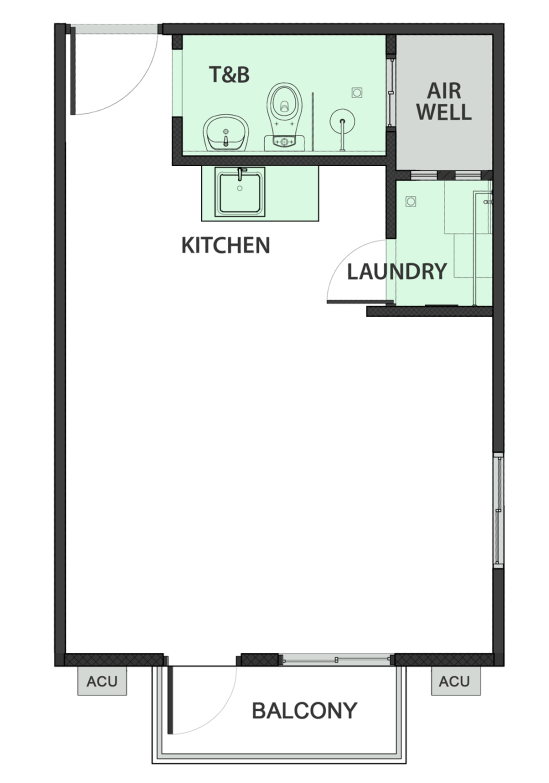 T&B
AIR
WELL
KITCHEN
LAUNDRY
ACU
ACU
BALCONY